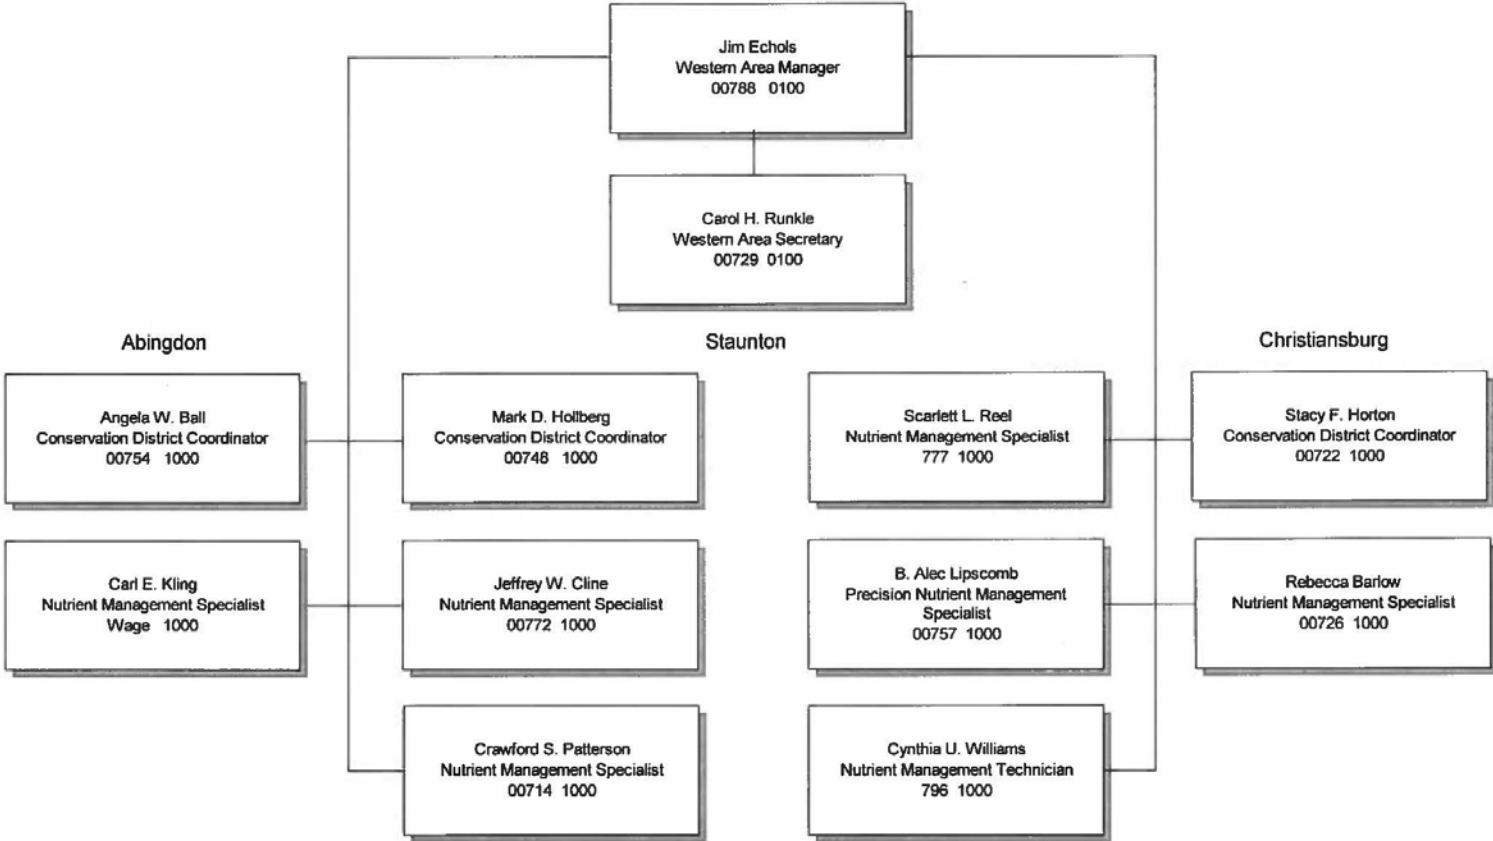 Jim Echols
Western Area Manager
00788 0100
Carol H. Runkle
Western Area Secretary
00729 0100
Abingdon
Staunton
Christiansburg
Angela W. Ball
Conservation District Coordinator
00754 1000
Mark D. Hollberg
Conservation District Coordinator
00748 1000
Scarlett L. Reel
Nutrient Management Specialist
777 1000
Stacy F. Horton
Conservation District Coordinator
00722 1000
Carl E. Kling
Nutrient Management Specialist
Wage 1000
Jeffrey W. Cline
Nutrient Management Specialist
00772 1000
B. Alec Lipscomb
Precision Nutrient Management
Specialist
00757 1000
Rebecca Barlow
Nutrient Management Specialist
00726 1000
Crawford S. Patterson
Nutrient Management Specialist
00714 1000
Cynthia U. Williams
Nutrient Management Technician
796 1000